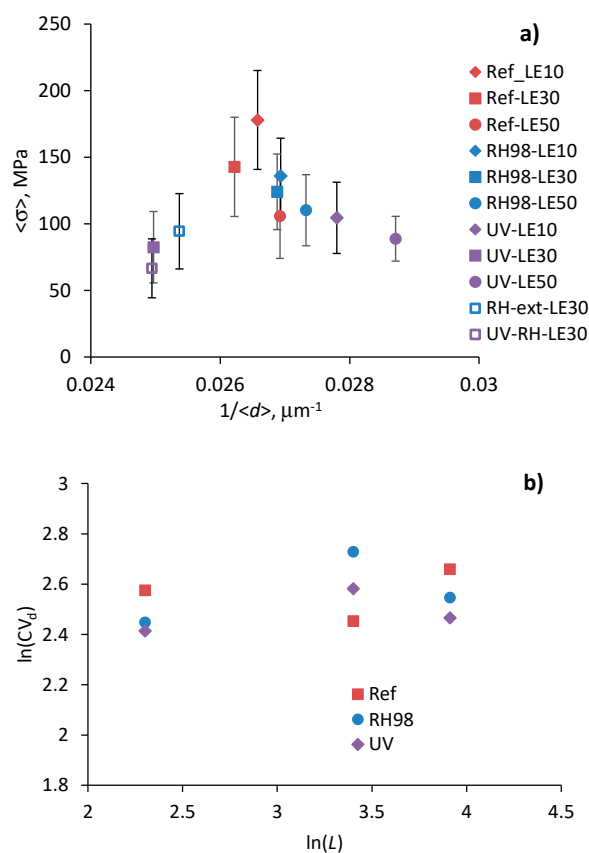 a)
250
200
150
100
50
0
<σ>, MPa
0.024
0.026
0.028
0.03
1/<d>, μm⁻¹
Ref_LE10
Ref-LE30
Ref-LE50
RH98-LE10
RH98-LE30
RH98-LE50
UV-LE10
UV-LE30
UV-LE50
RH-ext-LE30
UV-RH-LE30
b)
3
2.8
2.6
2.4
2.2
2
1.8
ln(CVd)
Ref
RH98
UV
2
2.5
3
3.5
4
4.5
ln(L)